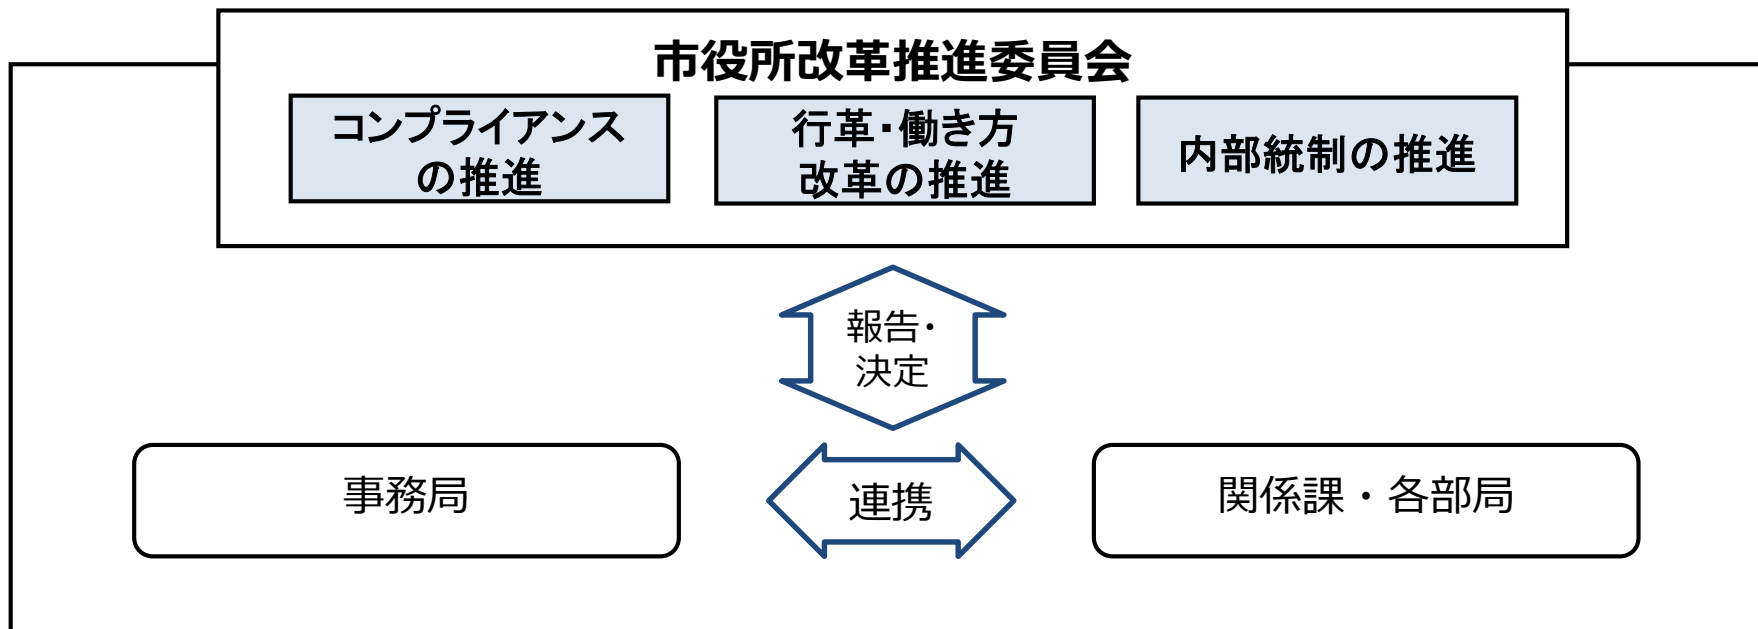 市役所改革推進委員会
コンプライアンス
の推進
行革・働き方
改革の推進
内部統制の推進
報告・
決定
事務局
連携
関係課・各部局